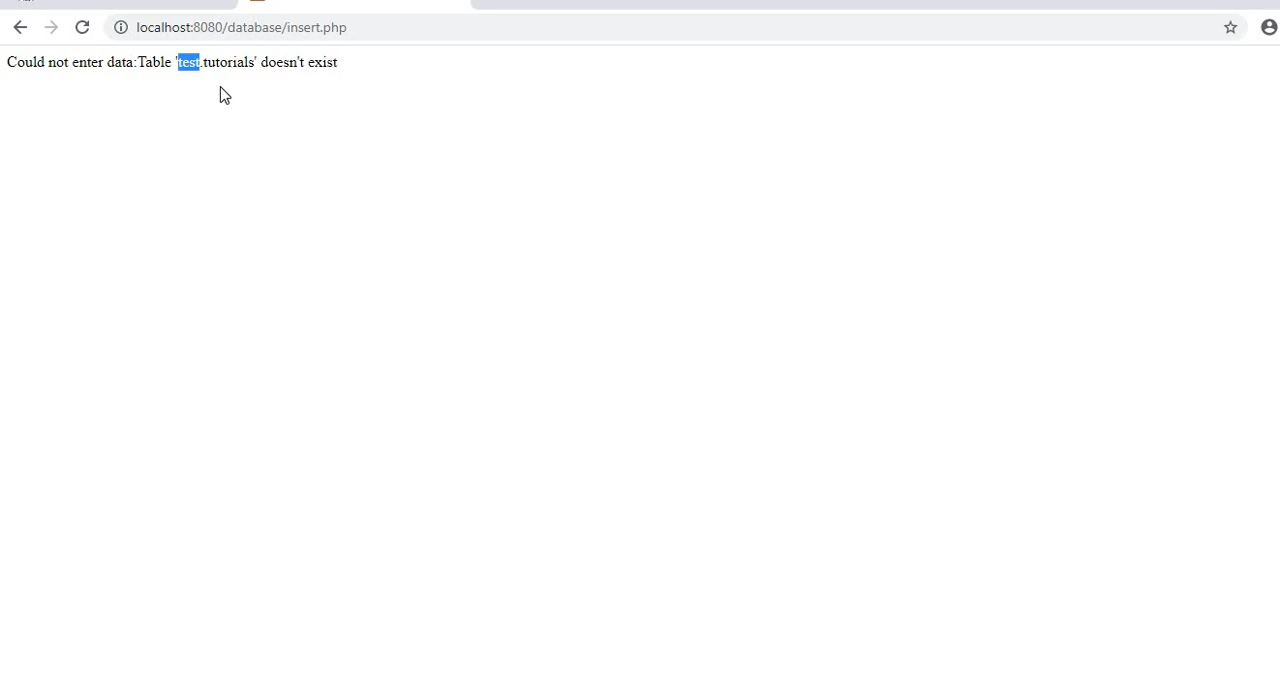 localhost:8080/database/insert.php
Could not enter data:Table 'test.tutorials' doesn't exist